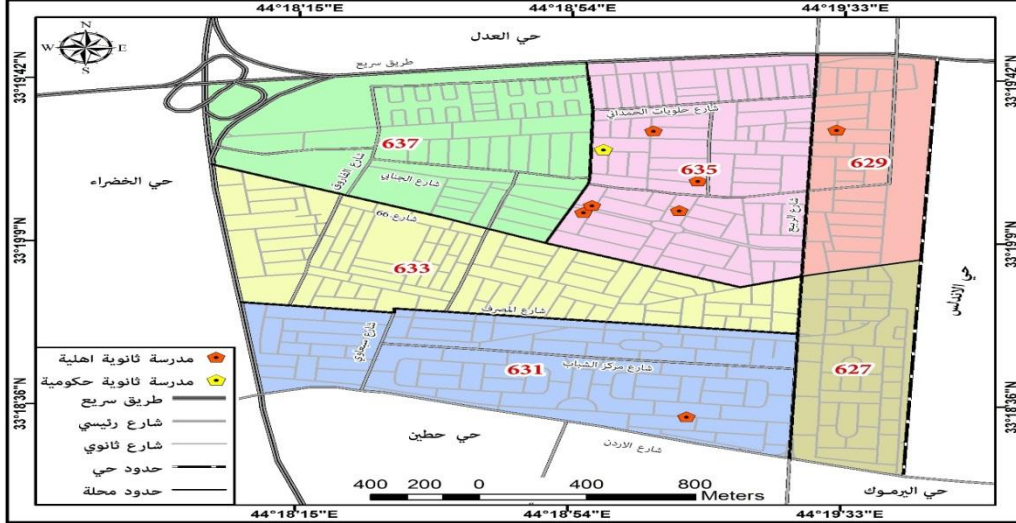 44°18'15"E
44°18'54"E
44°19'33"E
33°19'42"N
33°19'9"N
33°18'36"N
33°19'42"N
33°19'9"N
33°18'36"N
N
W E
S
حي العدل
طريق سريع
شارع حلويات الحمداني
637
635
629
شارع الفاروق
شارع الجنابي
شارع الربيع
حي الخضراء
شارع 66
633
حي الاندلس
شارع المصرف
631
شارع مركز الشباب
627
شارع الاردن
حي حطين
حي اليرموك
مدرسة ثانوية اهلية
مدرسة ثانوية حكومية
طريق سريع
شارع رئيسي
شارع ثانوي
حدود حي
حدود محلة
400 200 0 400 800
Meters
44°18'15"E
44°18'54"E
44°19'33"E